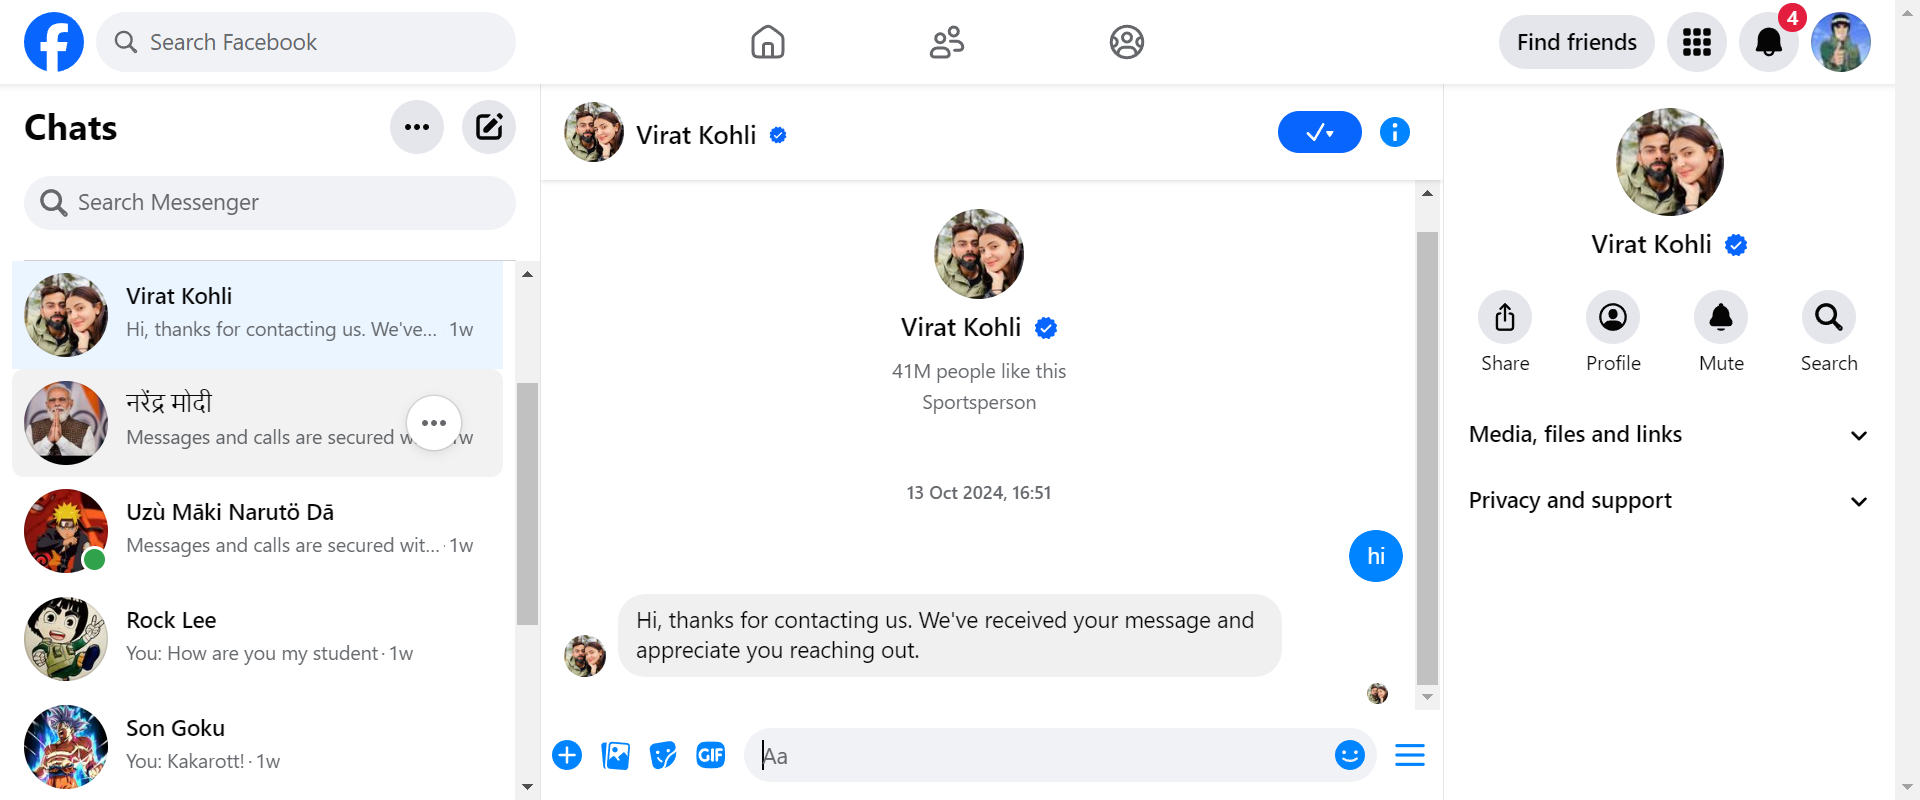 Search Facebook
Find friends
4
Chats
Search Messenger
Virat Kohli
Hi, thanks for contacting us. We've... 1w
नरेंद्र मोदी
Messages and calls are secured w
Uzù Māki Narutö Dā
Messages and calls are secured wit... · 1w
Rock Lee
You: How are you my student · 1w
Son Goku
You: Kakarott! · 1w
Virat Kohli
Virat Kohli
41M people like this
Sportsperson
13 Oct 2024, 16:51
hi
Hi, thanks for contacting us. We've received your message and
appreciate you reaching out.
GIF
Aa
Virat Kohli
Share Profile Mute Search
Media, files and links
Privacy and support